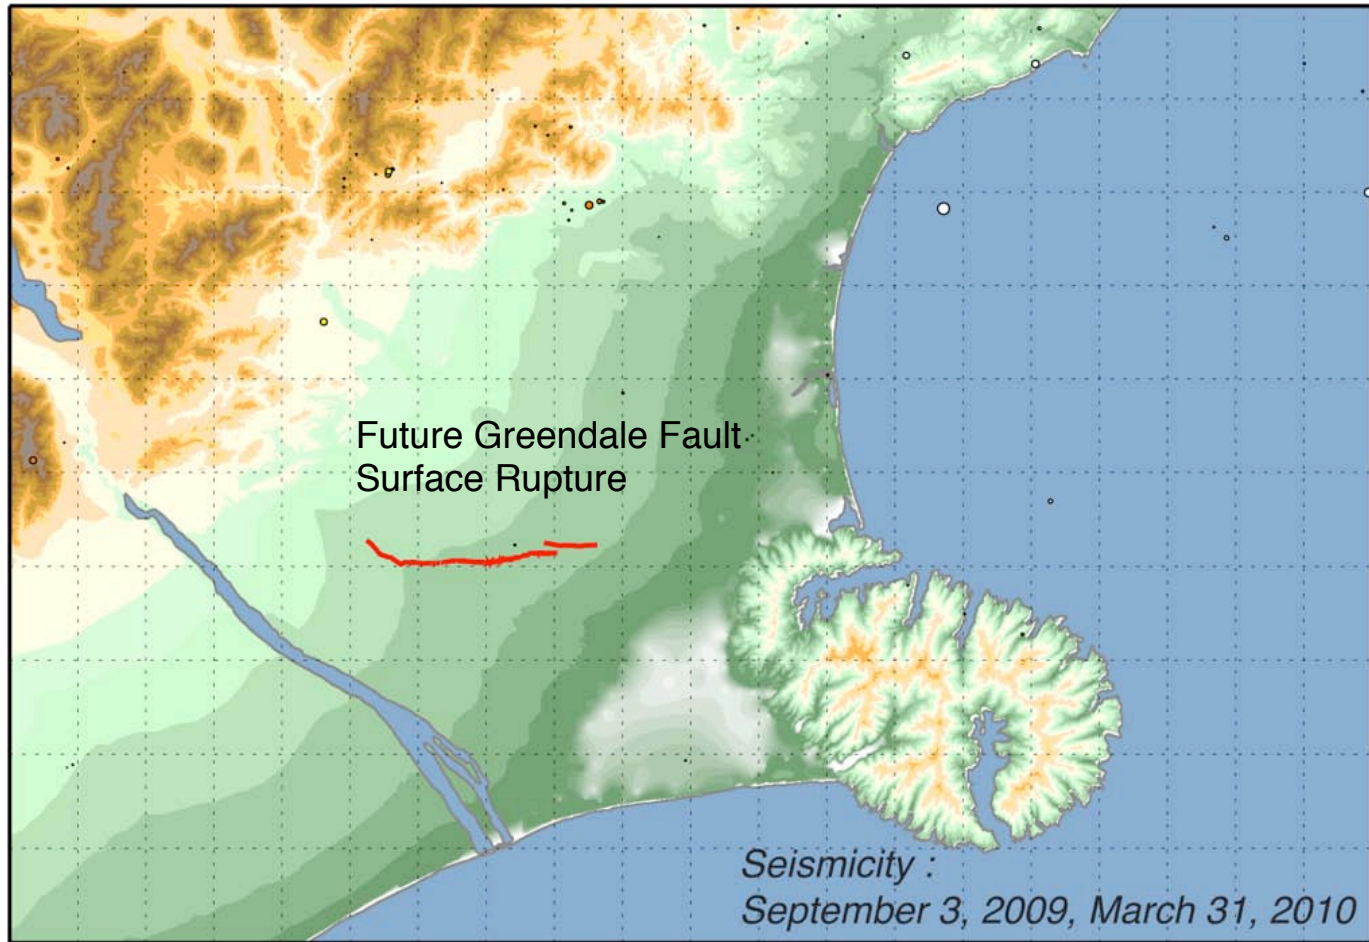 Future Greendale Fault
Surface Rupture
Seismicity :
September 3, 2009, March 31, 2010